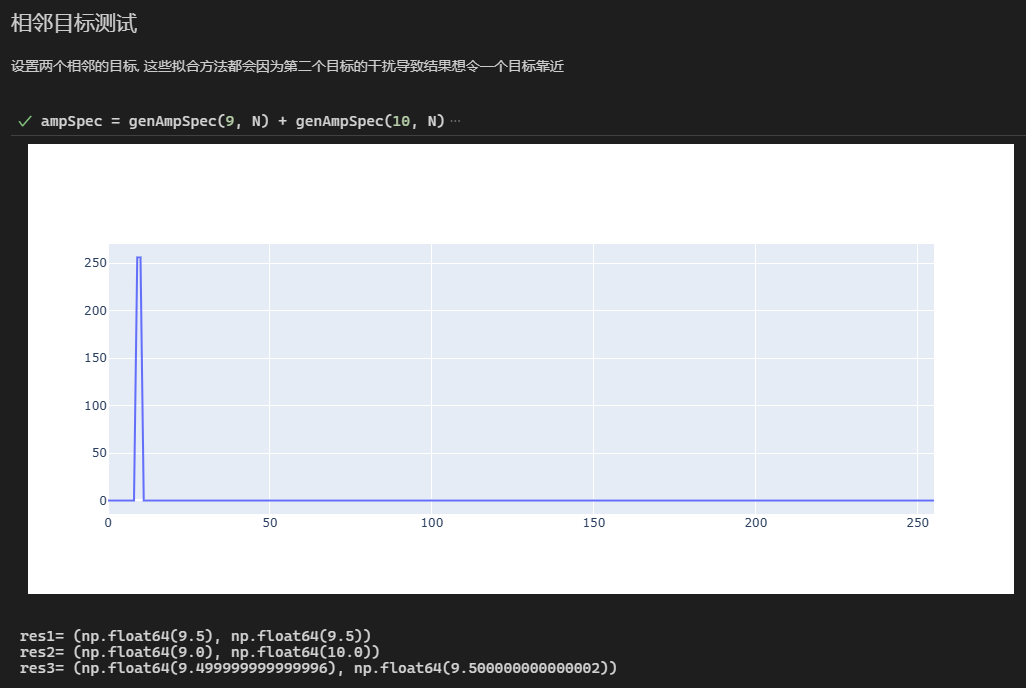 相邻目标测试
设置两个相邻的目标, 这些拟合方法都会因为第二个目标的干扰导致结果想令一个目标靠近
ampSpec = genAmpSpec(9, N) + genAmpSpec(10, N) ···
250
200
150
100
50
0
0 50 100 150 200 250
res1= (np.float64(9.5), np.float64(9.5))
res2= (np.float64(9.0), np.float64(10.0))
res3= (np.float64(9.499999999999996), np.float64(9.500000000000002))